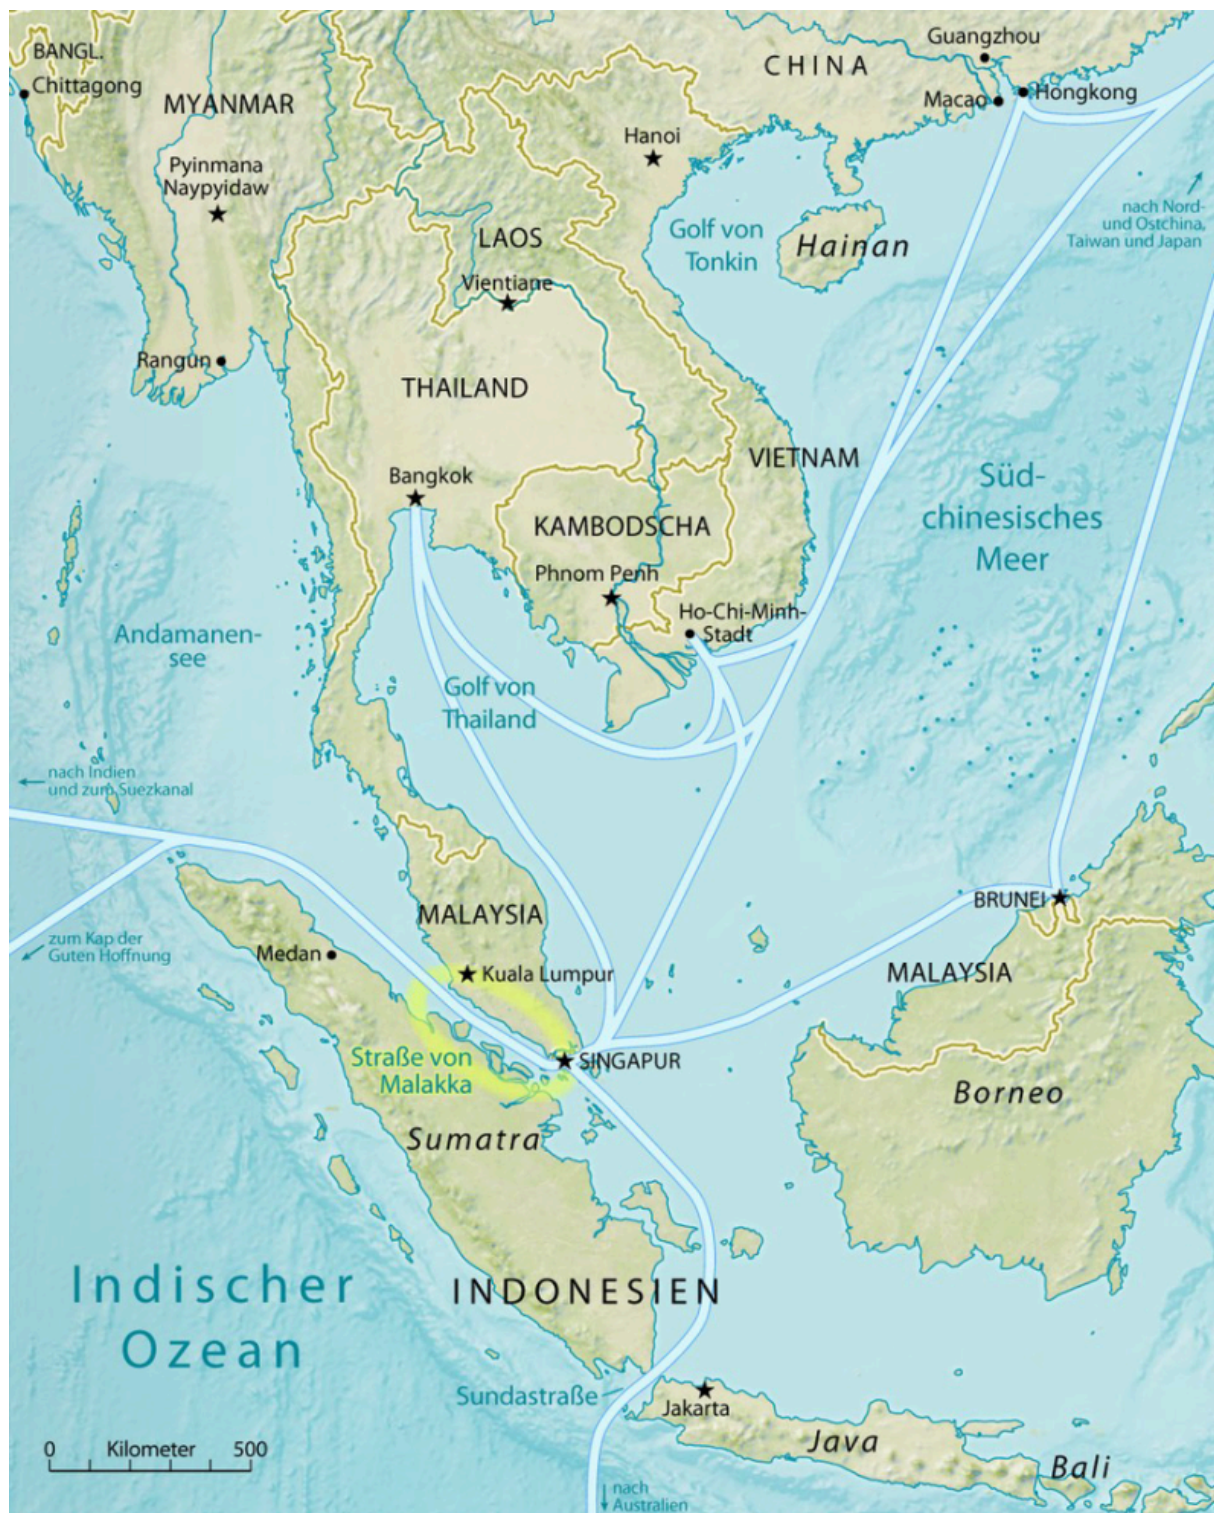 BANGL.
Chittagong
MYANMAR
Pyinmana
Naypyidaw
Rangun
CHINA
Guangzhou
Macao
Hongkong
Hanoi
Golf von
Tonkin
Hainan
nach Nord-
und Ostchina,
Taiwan und Japan
LAOS
Vientiane
THAILAND
Bangkok
VIETNAM
KAMBODSCHA
Phnom Penh
Ho-Chi-Minh-
Stadt
Süd-
chinesisches
Meer
Andamanen-
see
Golf von
Thailand
nach Indien
und zum Suezkanal
zum Kap der
Guten Hoffnung
Medan
MALAYSIA
Kuala Lumpur
BRUNEI
MALAYSIA
Straße von
Malakka
SINGAPUR
Borneo
Sumatra
Indischer
Ozean
INDONESIEN
Sundastraße
Jakarta
Java
Bali
0 Kilometer 500
nach
Australien